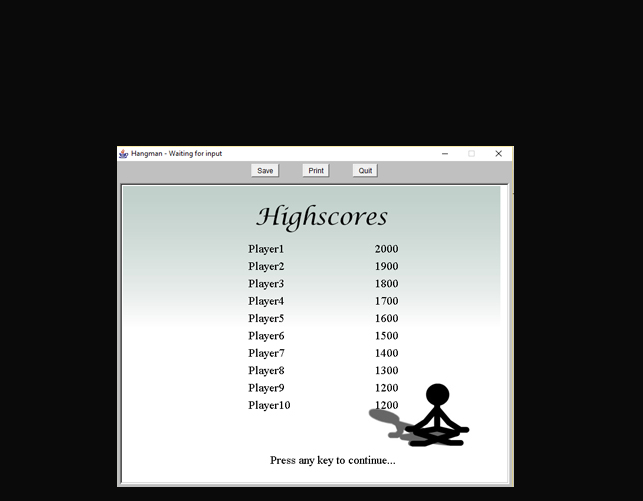 Hangman - Waiting for input
Save Print Quit
Highscores
Player1 2000
Player2 1900
Player3 1800
Player4 1700
Player5 1600
Player6 1500
Player7 1400
Player8 1300
Player9 1200
Player10 1200
Press any key to continue...